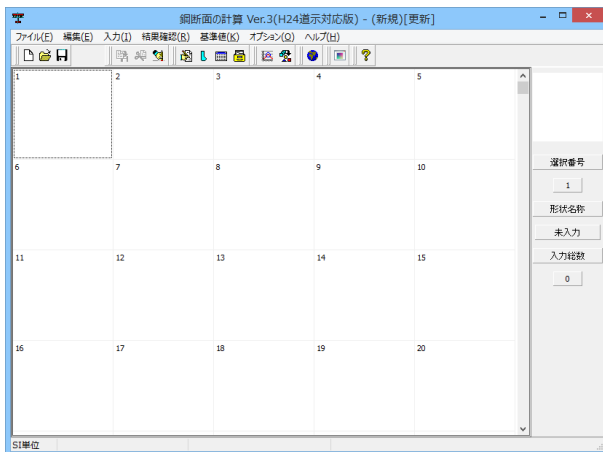 鋼断面の計算 Ver.3(H24道示対応版) - (新規)[更新]
ファイル(F) 編集(E) 入力(I) 結果確認(R) 基準値(K) オプション(O) ヘルプ(H)
1 2 3 4 5
選択番号
6 7 8 9 10
1
形状名称
未入力
11 12 13 14 15
入力総数
0
16 17 18 19 20
SI単位